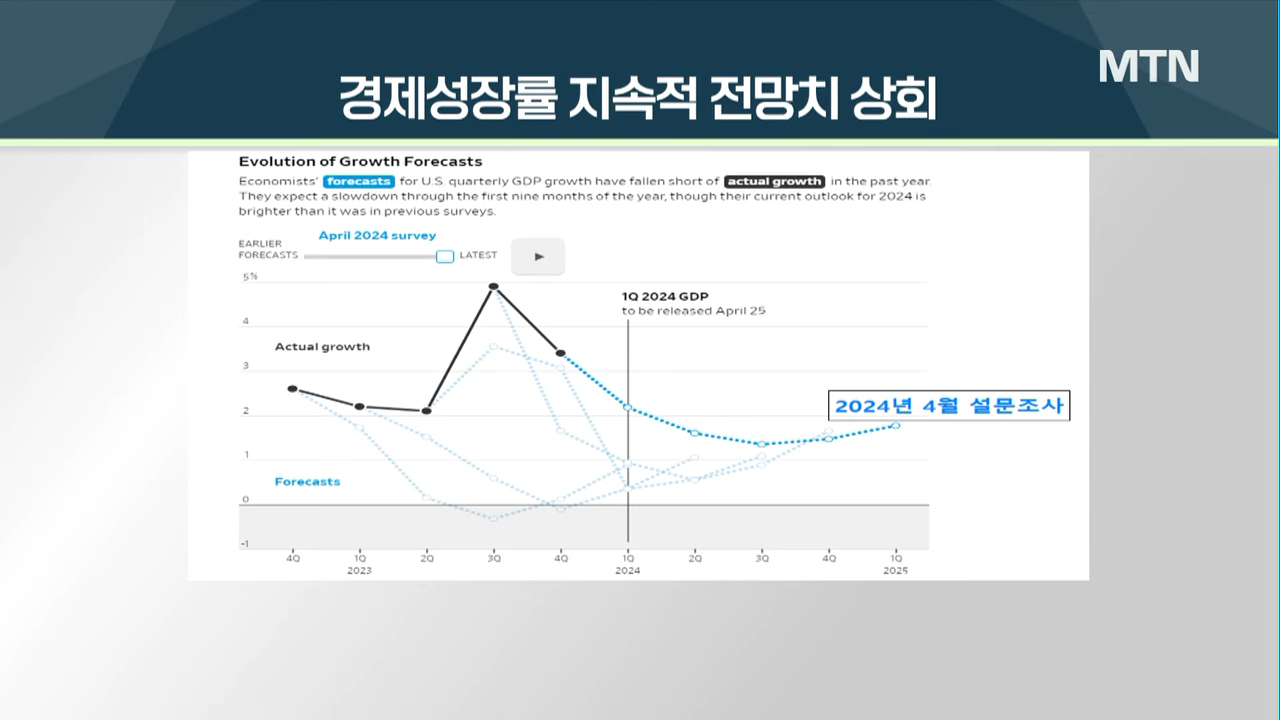 MTN
경제성장률 지속적 전망치 상회
Evolution of Growth Forecasts
Economists' forecasts for U.S. quarterly GDP growth have fallen short of actual growth in the past year.
They expect a slowdown through the first nine months of the year, though their current outlook for 2024 is
brighter than it was in previous surveys.
April 2024 survey
EARLIER
FORECASTS
LATEST
5%
1Q 2024 GDP
to be released April 25
4
Actual growth
3
2024년 4월 설문조사
2
1
Forecasts
0
-1
4Q 1Q 2Q 3Q 4Q 1Q 2Q 3Q 4Q 1Q
2023 2024 2025